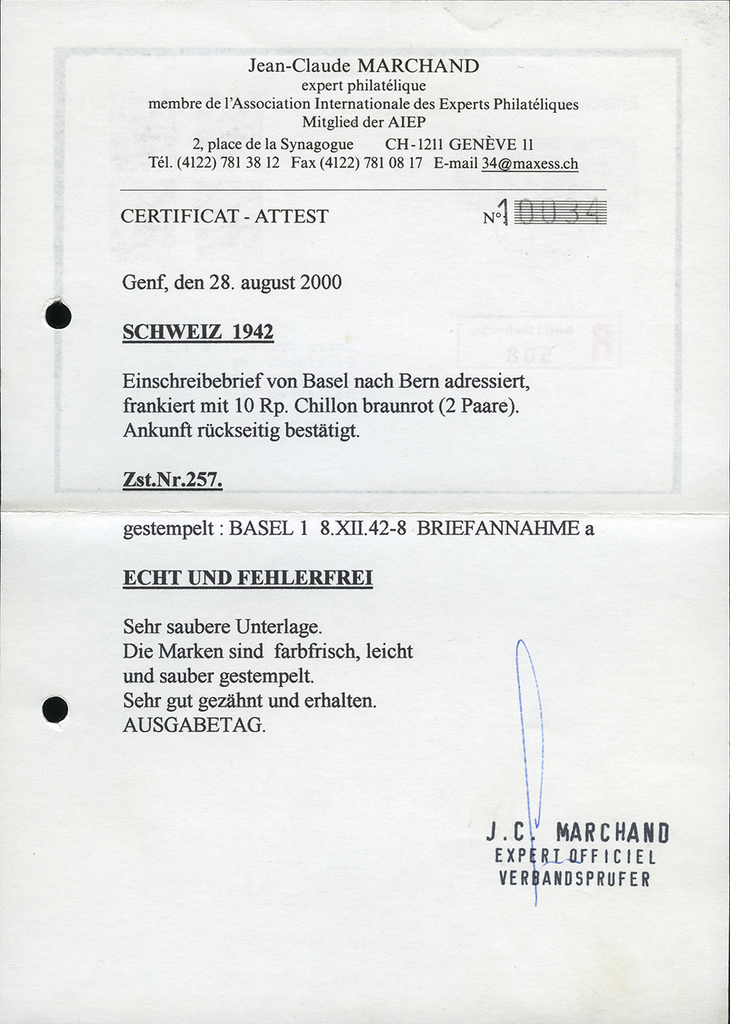 Jean-Claude MARCHAND
expert philatélique
membre de l'Association Internationale des Experts Philatéliques
Mitglied der AIEP
2, place de la Synagogue CH-1211 GENÈVE 11
Tél. (4122) 781 38 12 Fax (4122) 781 08 17 E-mail 34@maxess.ch
CERTIFICAT - ATTEST N° 10034
Genf, den 28. august 2000
SCHWEIZ 1942
Einschreibebrief von Basel nach Bern adressiert,
frankiert mit 10 Rp. Chillon braunrot (2 Paare).
Ankunft rückseitig bestätigt.
Zst.Nr.257.
gestempelt : BASEL 1 8.XII.42-8 BRIEFANNAHME a
ECHT UND FEHLERFREI
Sehr saubere Unterlage.
Die Marken sind farbfrisch, leicht
und sauber gestempelt.
Sehr gut gezähnt und erhalten.
AUSGABETAG.
J.C. MARCHAND
EXPERT OFFICIEL
VERBANDSPRUFER